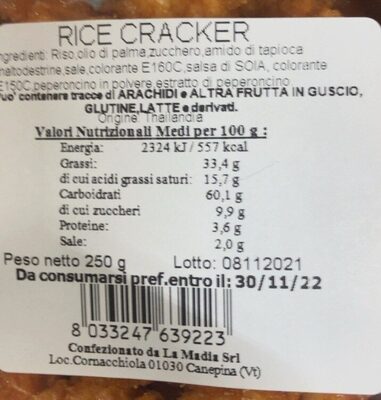 RICE CRACKER
ngredienti: Riso,olio di palma,zucchero,amido di tapioca
maltodestrine,sale,colorante E160C,salsa di SOIA, colorante
E150C,peperoncino in polvere,estratto di peperoncino
Puo' contenere tracce di ARACHIDI e ALTRA FRUTTA IN GUSCIO,
GLUTINE,LATTE e derivati.
Origine: Thailandia
Valori Nutrizionali Medi per 100 g :
Energia: 2324 kJ / 557 kcal
Grassi: 33,4 g
di cui acidi grassi saturi: 15,7 g
Carboidrati 60,1 g
di cui zuccheri 9,9 g
Proteine: 3,6 g
Sale: 2,0 g
Peso netto 250 g Lotto: 08112021
Da consumarsi pref.entro il: 30/11/22
8 033247 639223
Confezionato da La Madia Srl
Loc.Cornacchiola 01030 Canepina (Vt)